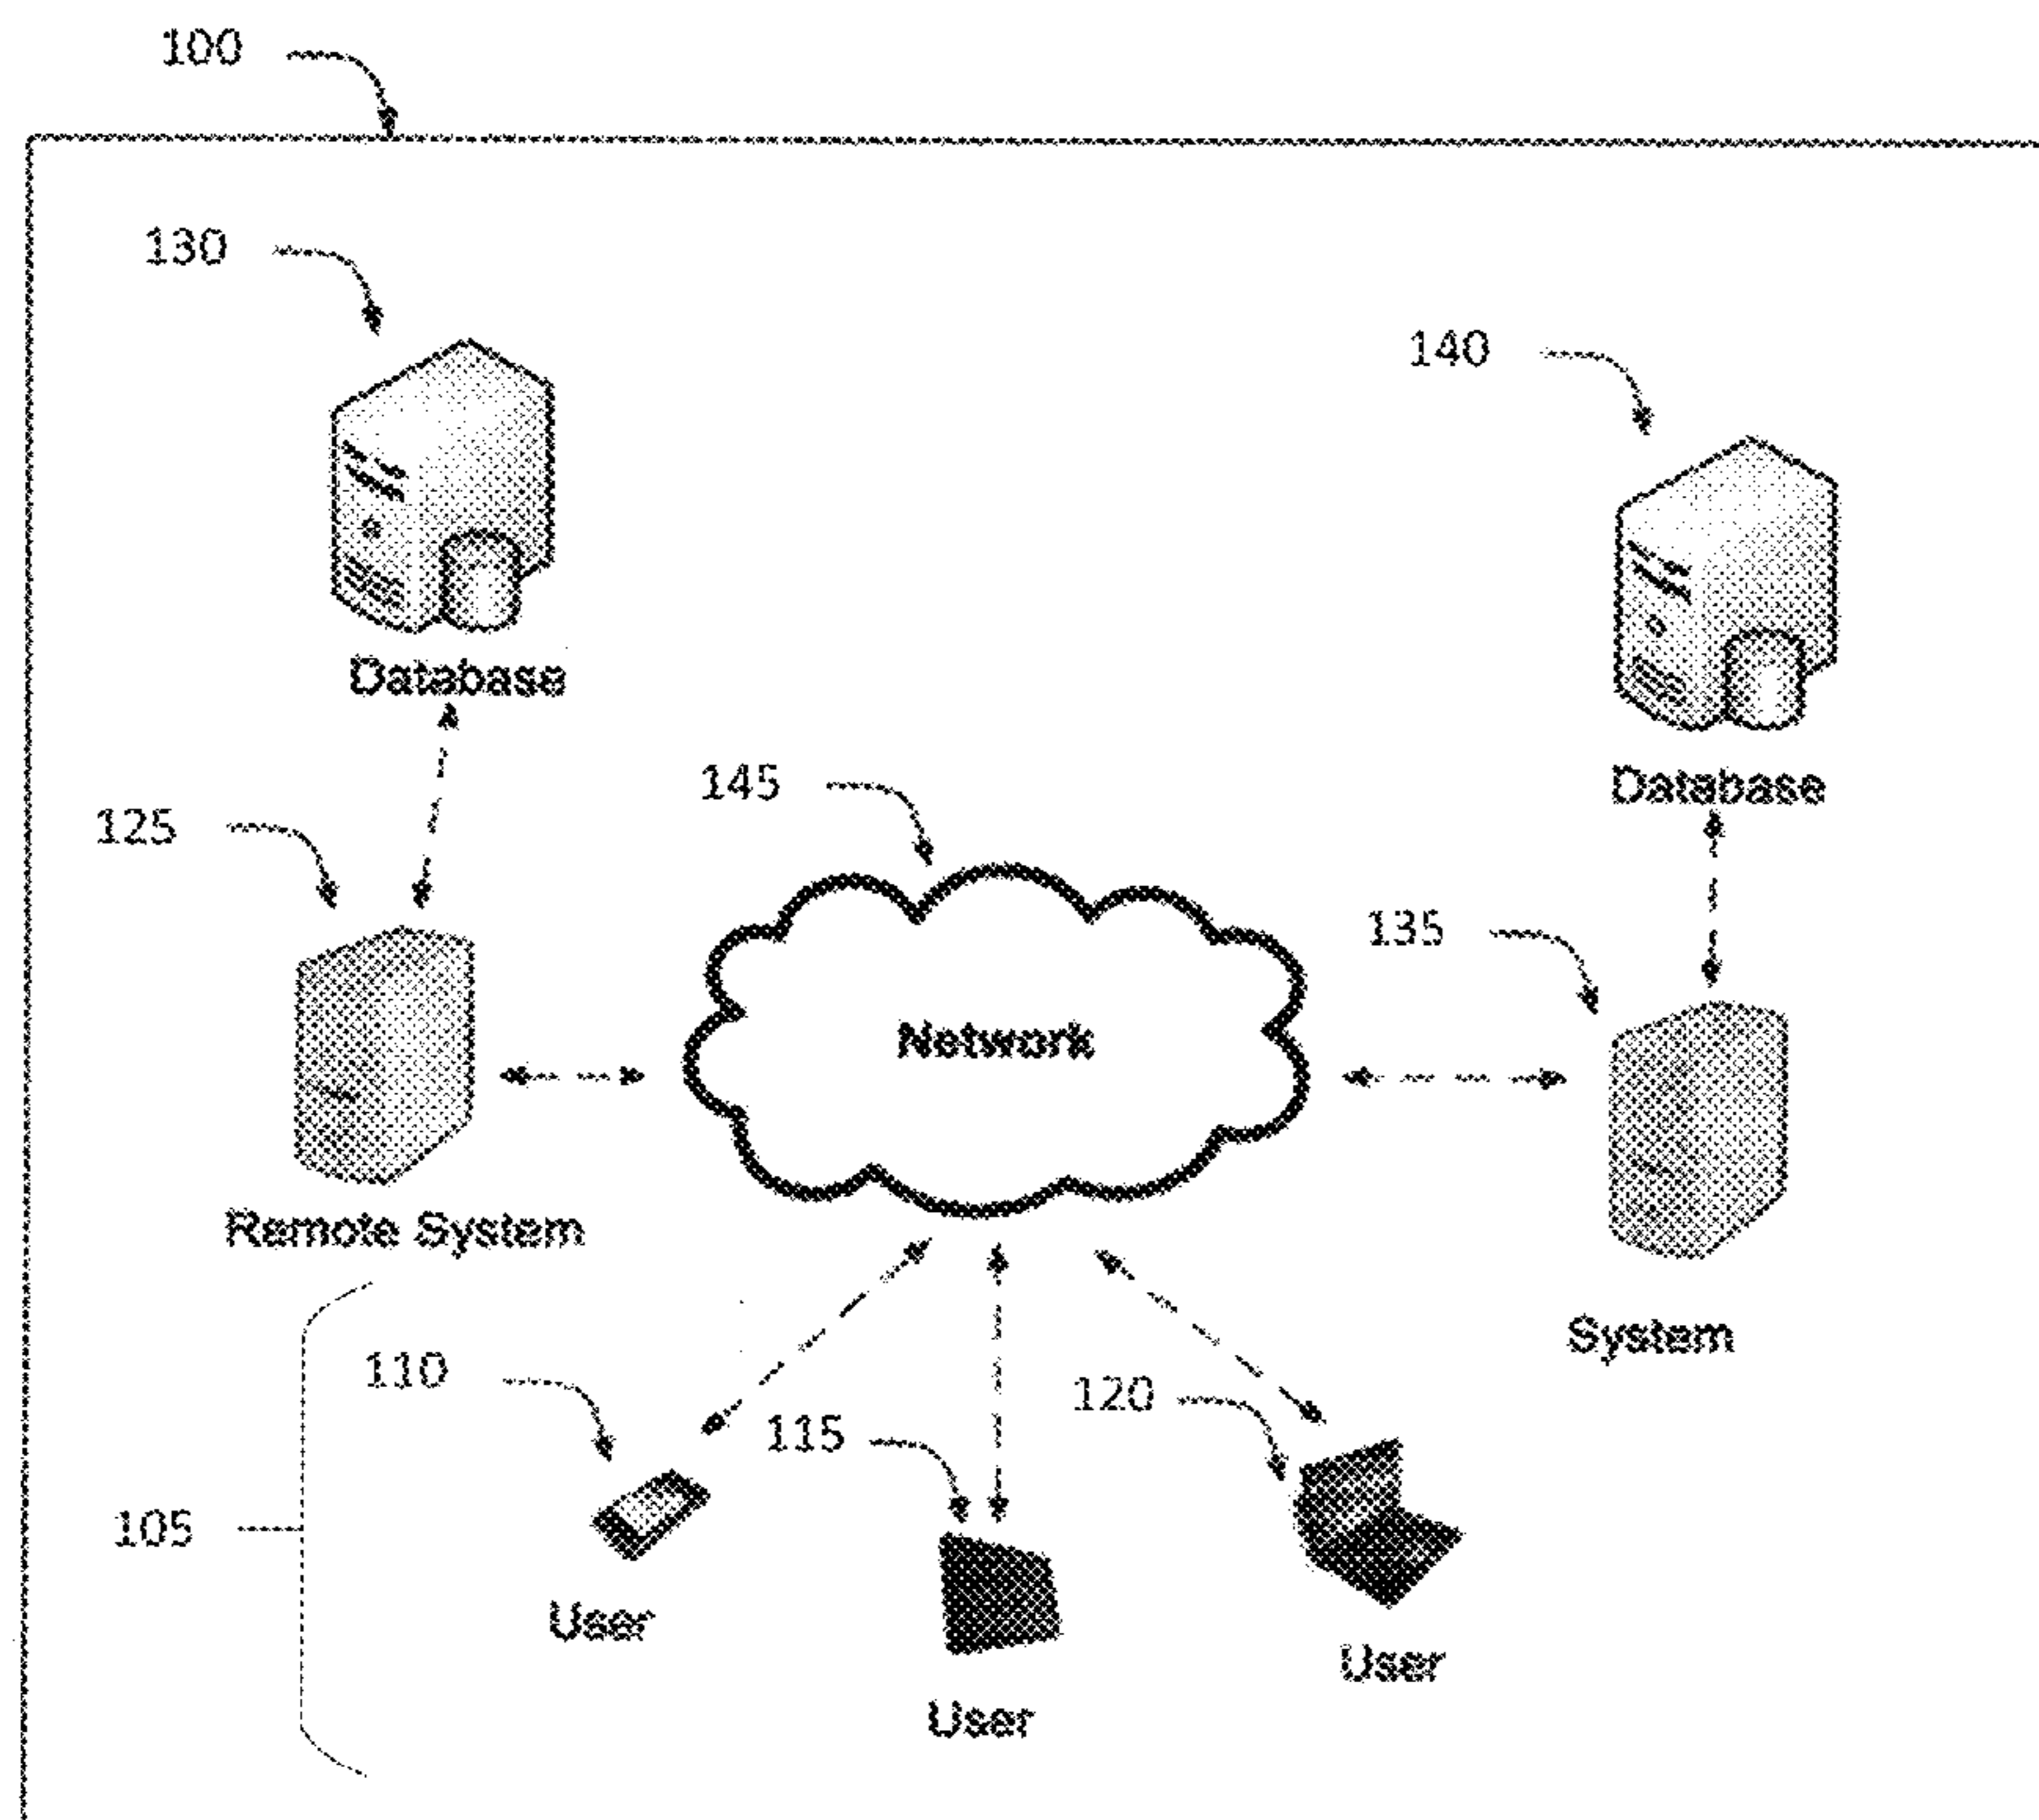 100
130
140
Database
145
Database
125
135
Network
Remote System
System
110
120
115
105
User
User
User